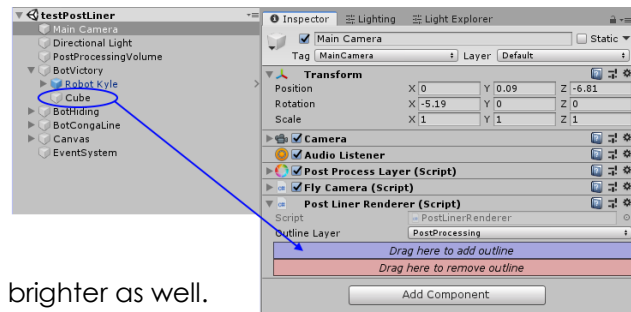 testPostLiner
Main Camera
Directional Light
PostProcessingVolume
BotVictory
Robot Kyle
Cube
BotHiding
BotCongaLine
Canvas
EventSystem
Inspector Lighting Light Explorer
Main Camera Static
Tag MainCamera Layer Default
Transform
Position X 0 Y 0.09 Z -6.81
Rotation X -5.19 Y 0 Z 0
Scale X 1 Y 1 Z 1
Camera
Audio Listener
Post Process Layer (Script)
Fly Camera (Script)
Post Liner Renderer (Script)
Script PostLinerRenderer
Outline Layer PostProcessing
Drag here to add outline
Drag here to remove outline
Add Component
brighter as well.